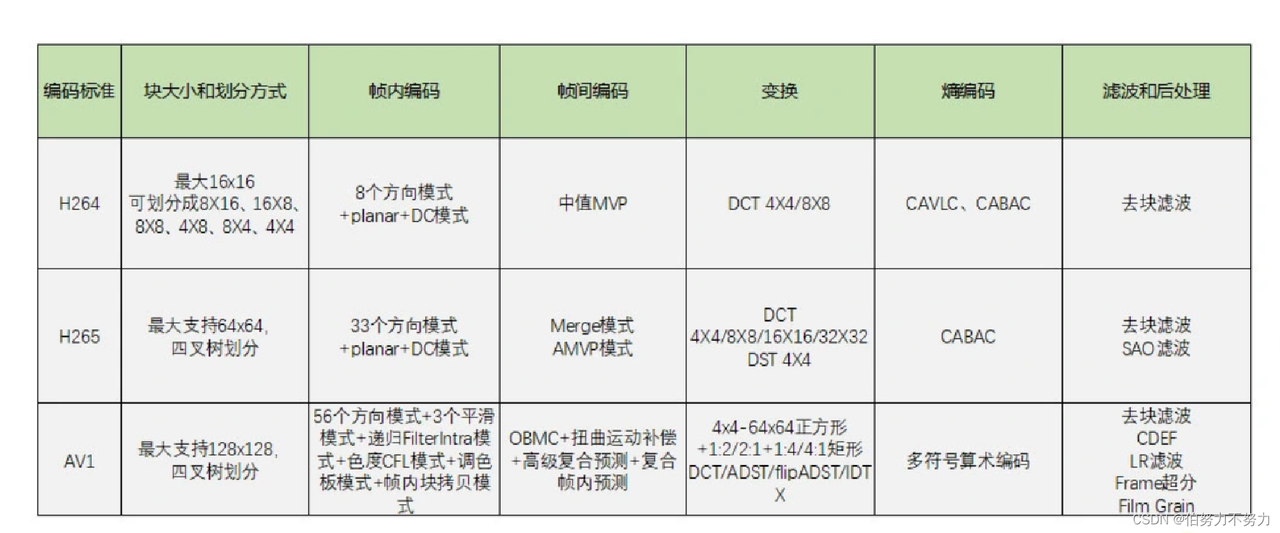 编码标准
块大小和划分方式
帧内编码
帧间编码
变换
熵编码
滤波和后处理
H264
最大16x16
可划分成8X16、16X8、
8X8、4X8、8X4、4X4
8个方向模式
+planar+DC模式
中值MVP
DCT 4X4/8X8
CAVLC、CABAC
去块滤波
H265
最大支持64x64,
四叉树划分
33个方向模式
+planar+DC模式
Merge模式
AMVP模式
DCT
4X4/8X8/16X16/32X32
DST 4X4
CABAC
去块滤波
SAO滤波
AV1
最大支持128x128,
四叉树划分
56个方向模式+3个平滑
模式+递归FilterIntra模
式+色度CFL模式+调色
板模式+帧内块拷贝模
式
OBMC+扭曲运动补偿
+高级复合预测+复合
帧内预测
4x4-64x64正方形
+1:2/2:1+1:4/4:1矩形
DCT/ADST/flipADST/IDT
X
多符号算术编码
去块滤波
CDEF
LR滤波
Frame超分
Film Grain
CSDN @伯努力不努力